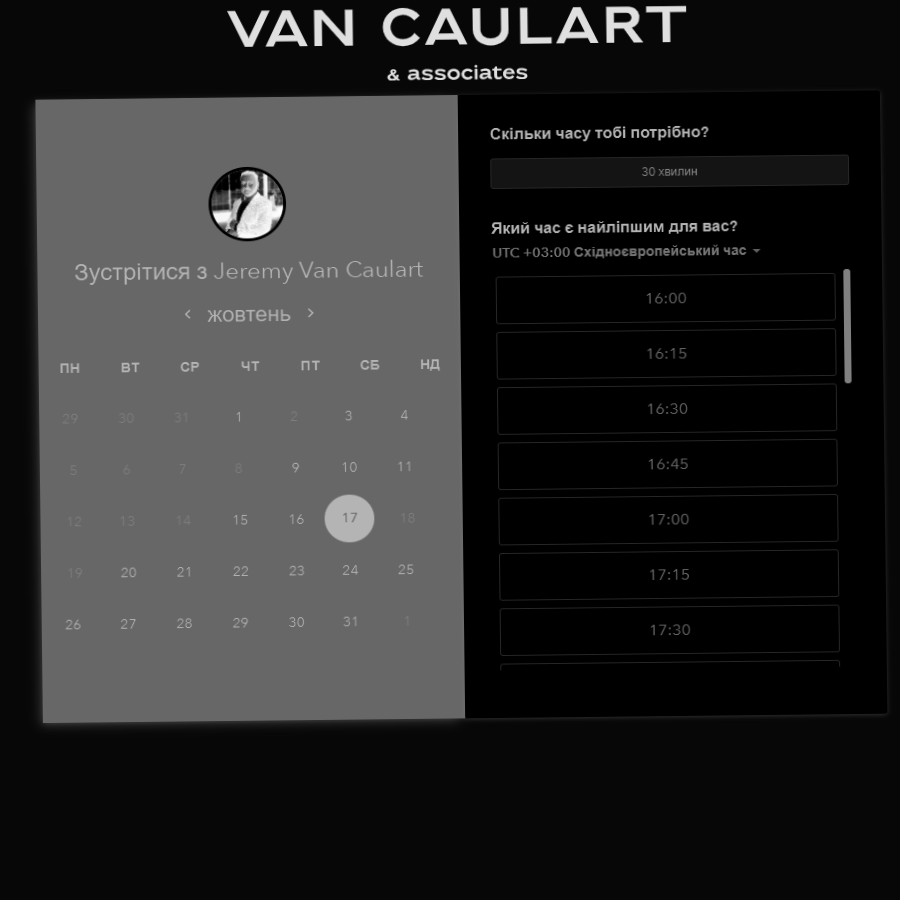 VAN CAULART
& associates
Зустрітися з Jeremy Van Caulart
‹ жовтень ›
ПН ВТ СР ЧТ ПТ СБ НД
29 30 31 1 2 3 4
5 6 7 8 9 10 11
12 13 14 15 16 17 18
19 20 21 22 23 24 25
26 27 28 29 30 31 1
Скільки часу тобі потрібно?
30 хвилин
Який час є найліпшим для вас?
UTC +03:00 Східноєвропейський час
16:00
16:15
16:30
16:45
17:00
17:15
17:30